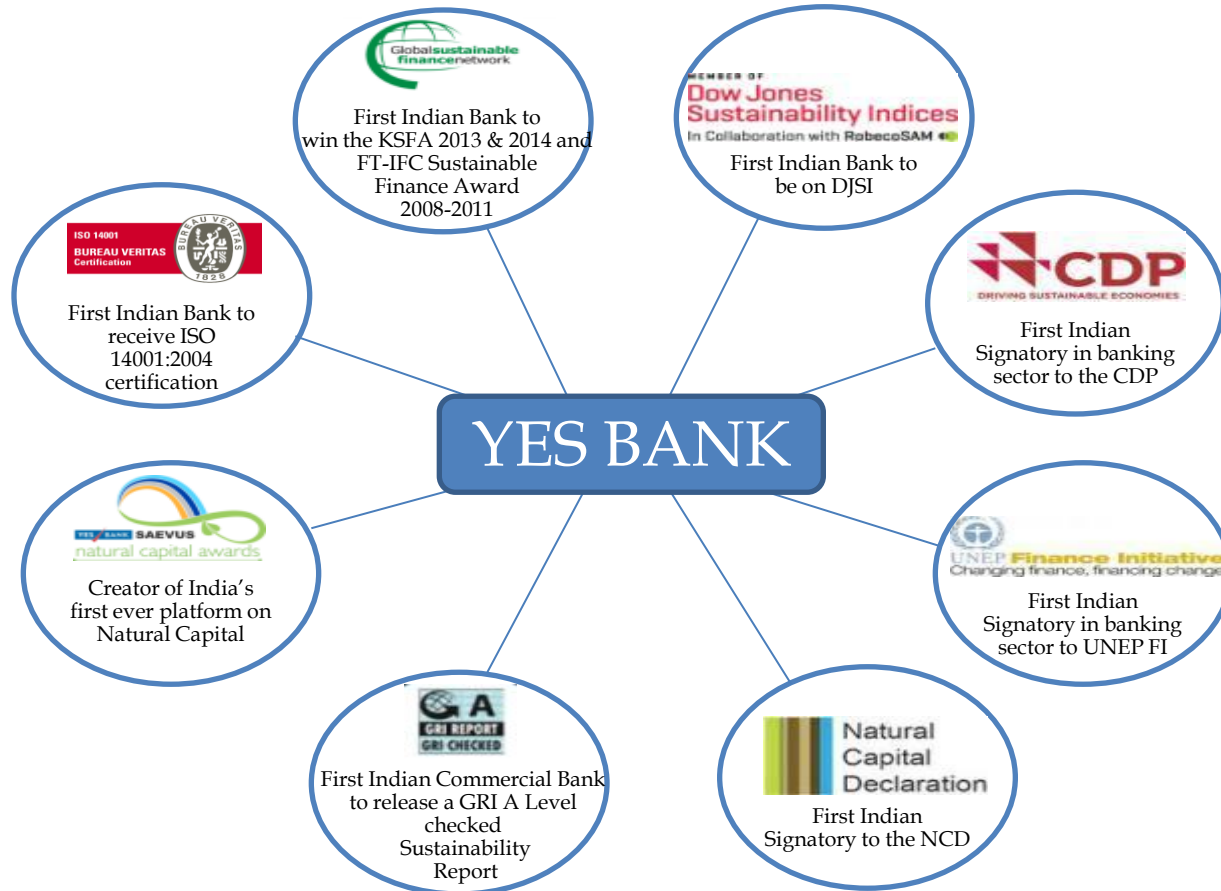 Globalsustainable
financenetwork
First Indian Bank to
win the KSFA 2013 & 2014 and
FT-IFC Sustainable
Finance Award
2008-2011
MEMBER OF
Dow Jones
Sustainability Indices
In Collaboration with RobecoSAM
First Indian Bank to
be on DJSI
ISO 14001
BUREAU VERITAS
Certification
BUREAU VERITAS
1828
First Indian Bank to
receive ISO
14001:2004
certification
CDP
DRIVING SUSTAINABLE ECONOMIES
First Indian
Signatory in banking
sector to the CDP
YES BANK
YES BANK SAEVUS
natural capital awards
Creator of India's
first ever platform on
Natural Capital
UNEP Finance Initiative
Changing finance, financing change
First Indian
Signatory in banking
sector to UNEP FI
G A
GRI REPORT
GRI CHECKED
First Indian Commercial Bank
to release a GRI A Level
checked
Sustainability
Report
Natural
Capital
Declaration
First Indian
Signatory to the NCD